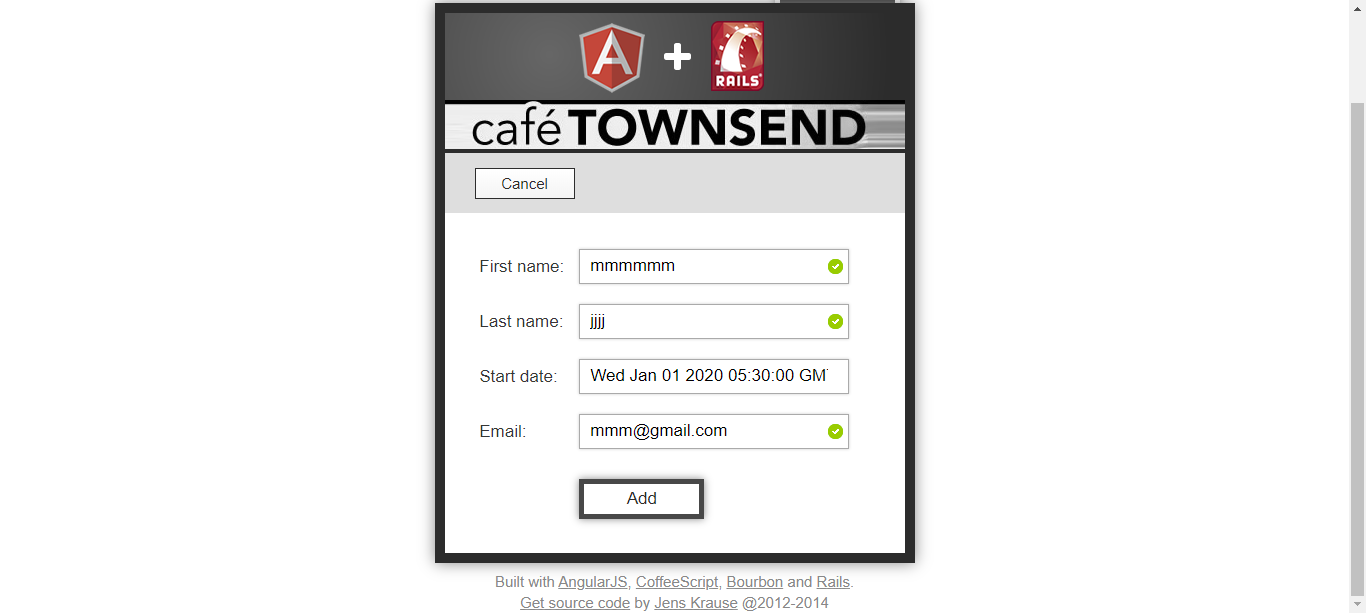 A
+
RAILS
café TOWNSEND
Cancel
First name: mmmmmm
Last name: jjjj
Start date: Wed Jan 01 2020 05:30:00 GM
Email: mmm@gmail.com
Add
Built with AngularJS, CoffeeScript, Bourbon and Rails.
Get source code by Jens Krause @2012-2014